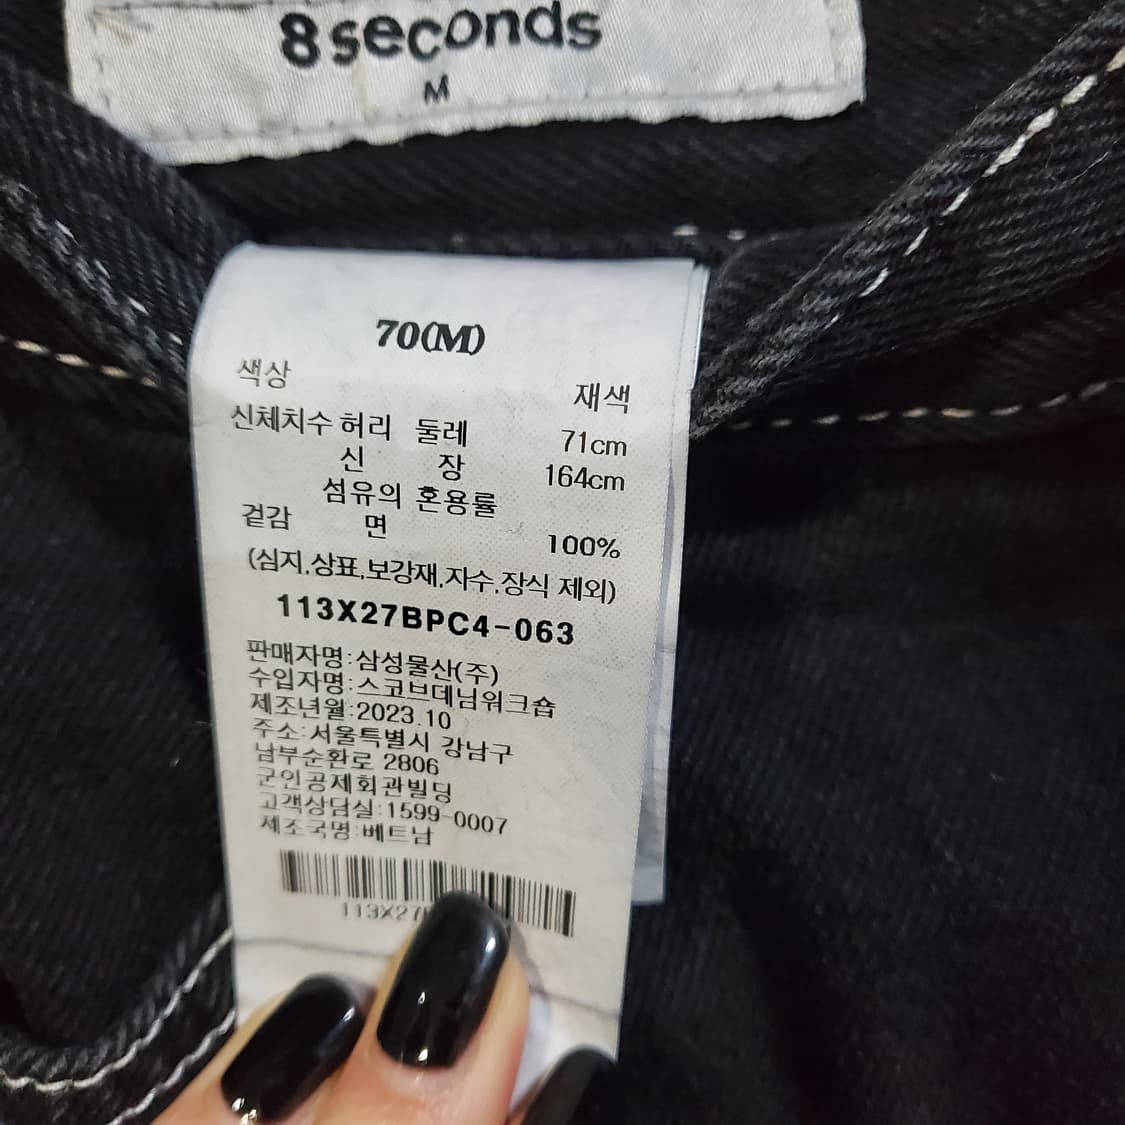 8 seconds
M
70(M)
색상 재색
신체치수 허리 둘레 71cm
신 장 164cm
섬유의 혼용률
겉감 면 100%
(심지,상표,보강재,자수,장식 제외)
113X27BPC4-063
판매자명:삼성물산(주)
수입자명:스코브데님워크숍
제조년월:2023.10
주소:서울특별시 강남구
남부순환로 2806
군인공제회관빌딩
고객상담실:1599-0007
제조국명:베트남